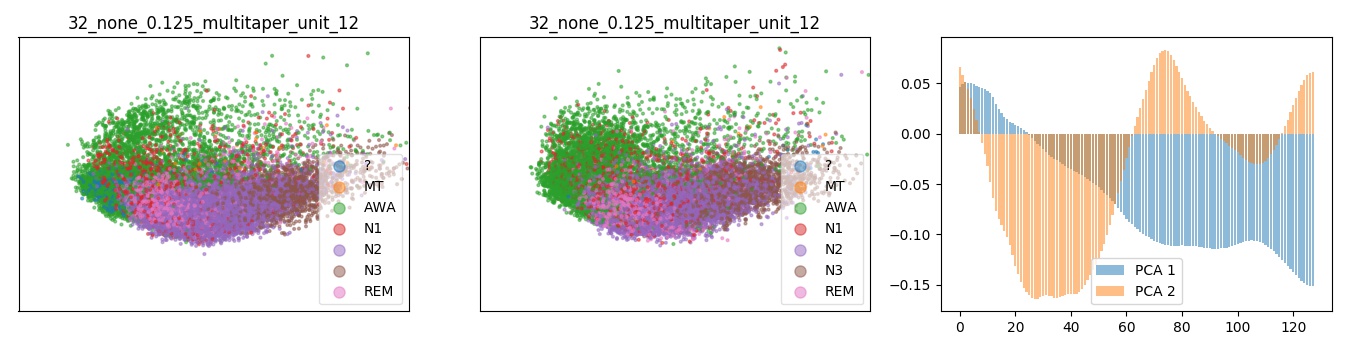 32_none_0.125_multitaper_unit_12
32_none_0.125_multitaper_unit_12
?
MT
AWA
N1
N2
N3
REM
?
MT
AWA
N1
N2
N3
REM
0.05
0.00
−0.05
−0.10
−0.15
PCA 1
PCA 2
0 20 40 60 80 100 120